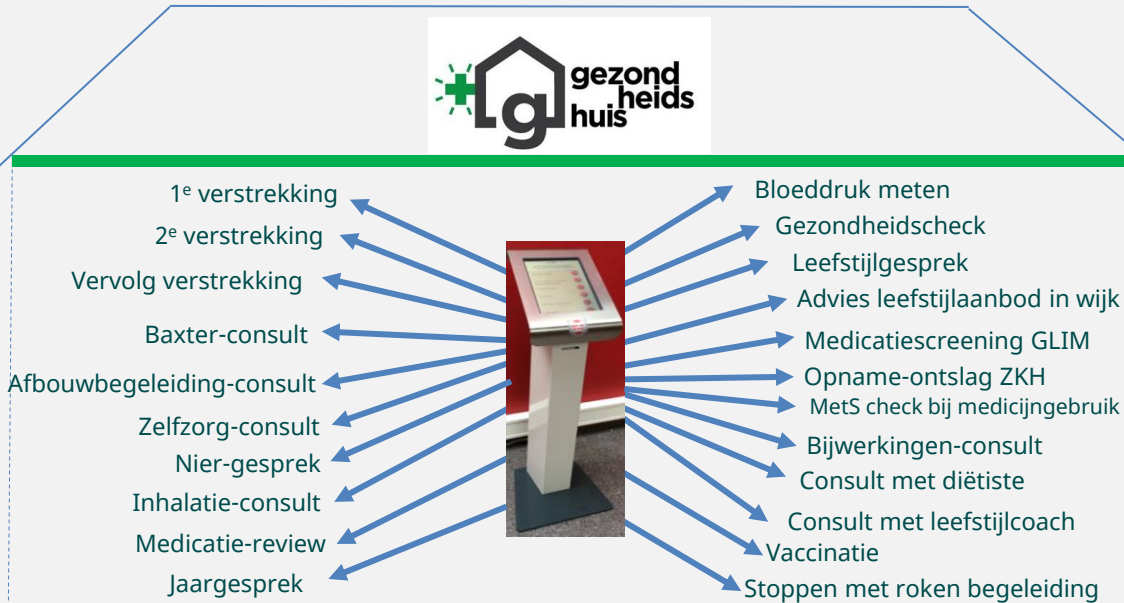 gezond
heids
huis
g
1e verstrekking
2e verstrekking
Vervolg verstrekking
Baxter-consult
Afbouwbegeleiding-consult
Zelfzorg-consult
Nier-gesprek
Inhalatie-consult
Medicatie-review
Jaargesprek
Bloeddruk meten
Gezondheidscheck
Leefstijlgesprek
Advies leefstijlaanbod in wijk
Medicatiescreening GLIM
Opname-ontslag ZKH
MetS check bij medicijngebruik
Bijwerkingen-consult
Consult met diëtiste
Consult met leefstijlcoach
Vaccinatie
Stoppen met roken begeleiding